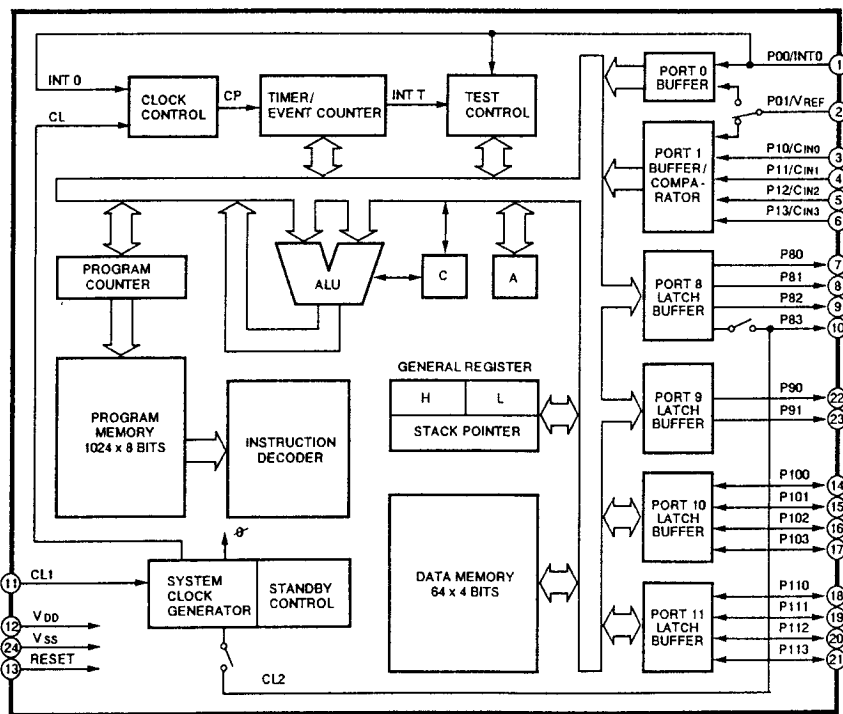 INT 0
CL
CLOCK
CONTROL
CP
TIMER/
EVENT COUNTER
INT T
TEST
CONTROL
PORT 0
BUFFER
P00/INT0
1
P01/VREF
2
PORT 1
BUFFER/
COMPA-
RATOR
P10/CIN0
3
P11/CIN1
4
P12/CIN2
5
P13/CIN3
6
PROGRAM
COUNTER
ALU
C
A
PORT 8
LATCH
BUFFER
P80
7
P81
8
P82
9
P83
10
PROGRAM
MEMORY
1024 x 8 BITS
INSTRUCTION
DECODER
GENERAL REGISTER
H
L
STACK POINTER
PORT 9
LATCH
BUFFER
P90
22
P91
23
PORT 10
LATCH
BUFFER
P100
14
P101
15
P102
16
P103
17
ø
SYSTEM
CLOCK
GENERATOR
STANDBY
CONTROL
DATA MEMORY
64 x 4 BITS
PORT 11
LATCH
BUFFER
P110
18
P111
19
P112
20
P113
21
11
CL1
12
VDD
24
VSS
13
RESET
CL2